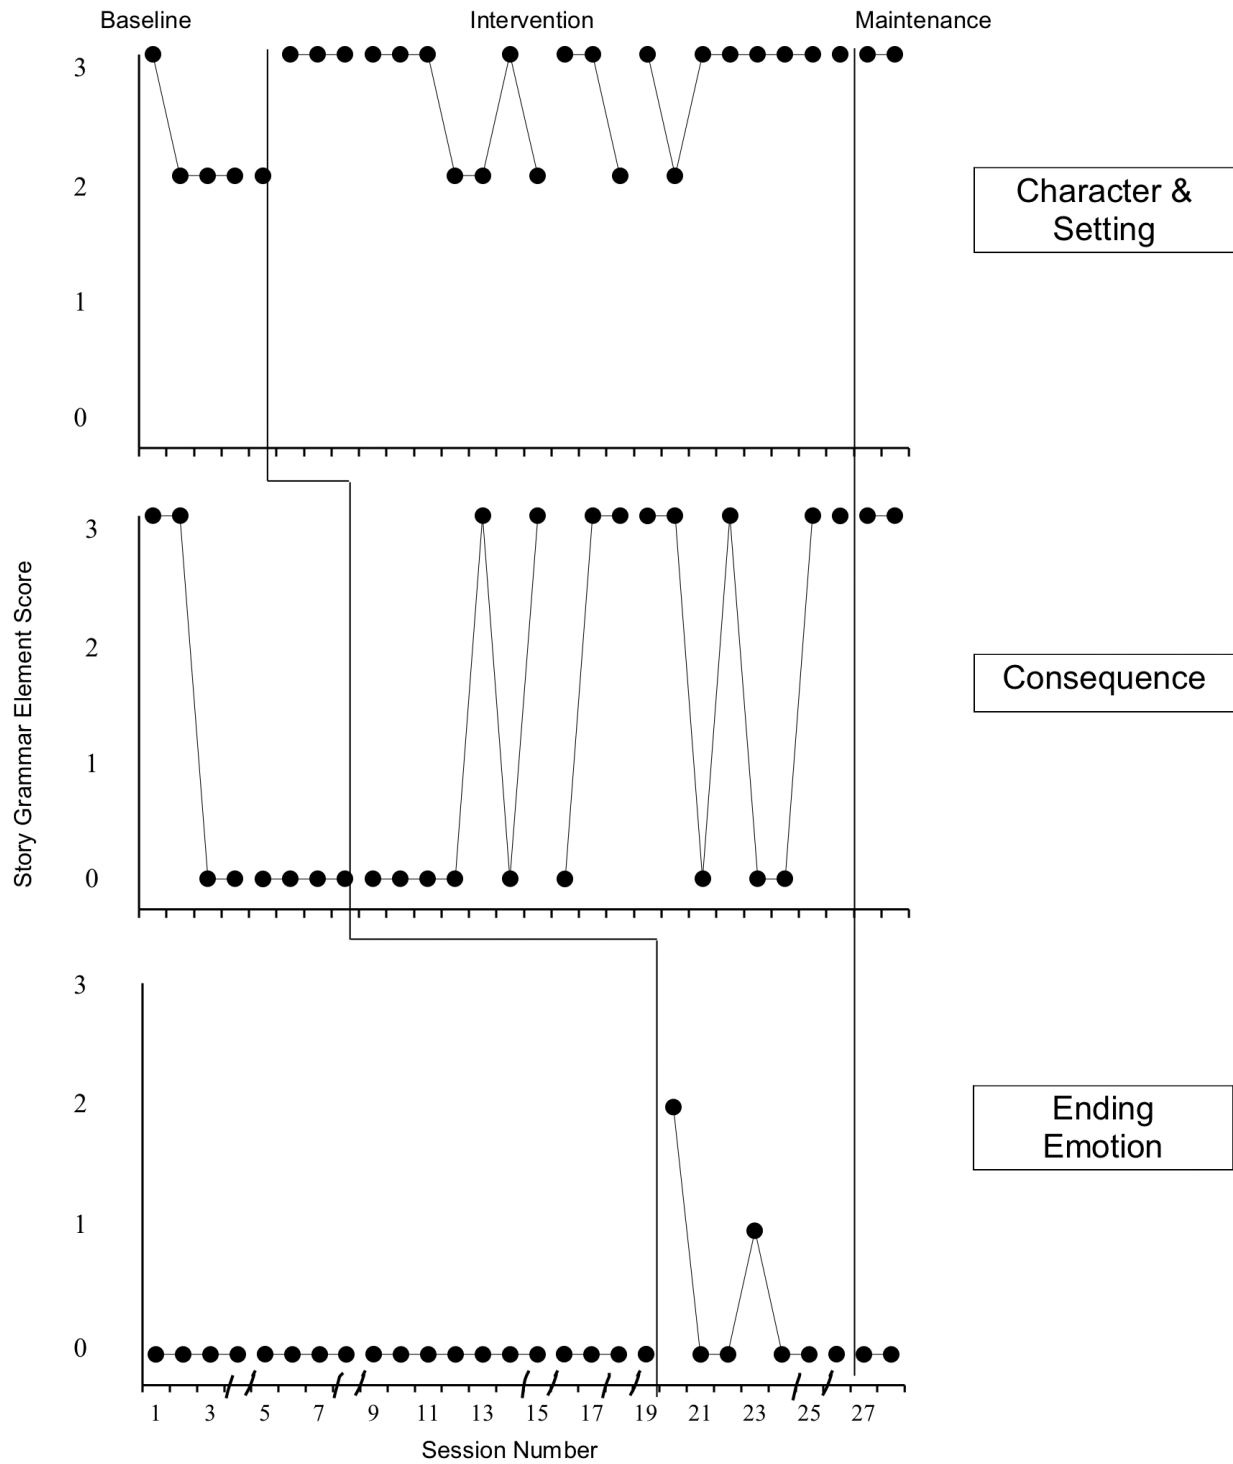 Baseline
Intervention
Maintenance
3
2
1
0
Character &
Setting
Story Grammar Element Score
3
2
1
0
Consequence
3
2
1
0
Ending
Emotion
1 3 5 7 9 11 13 15 17 19 21 23 25 27
Session Number